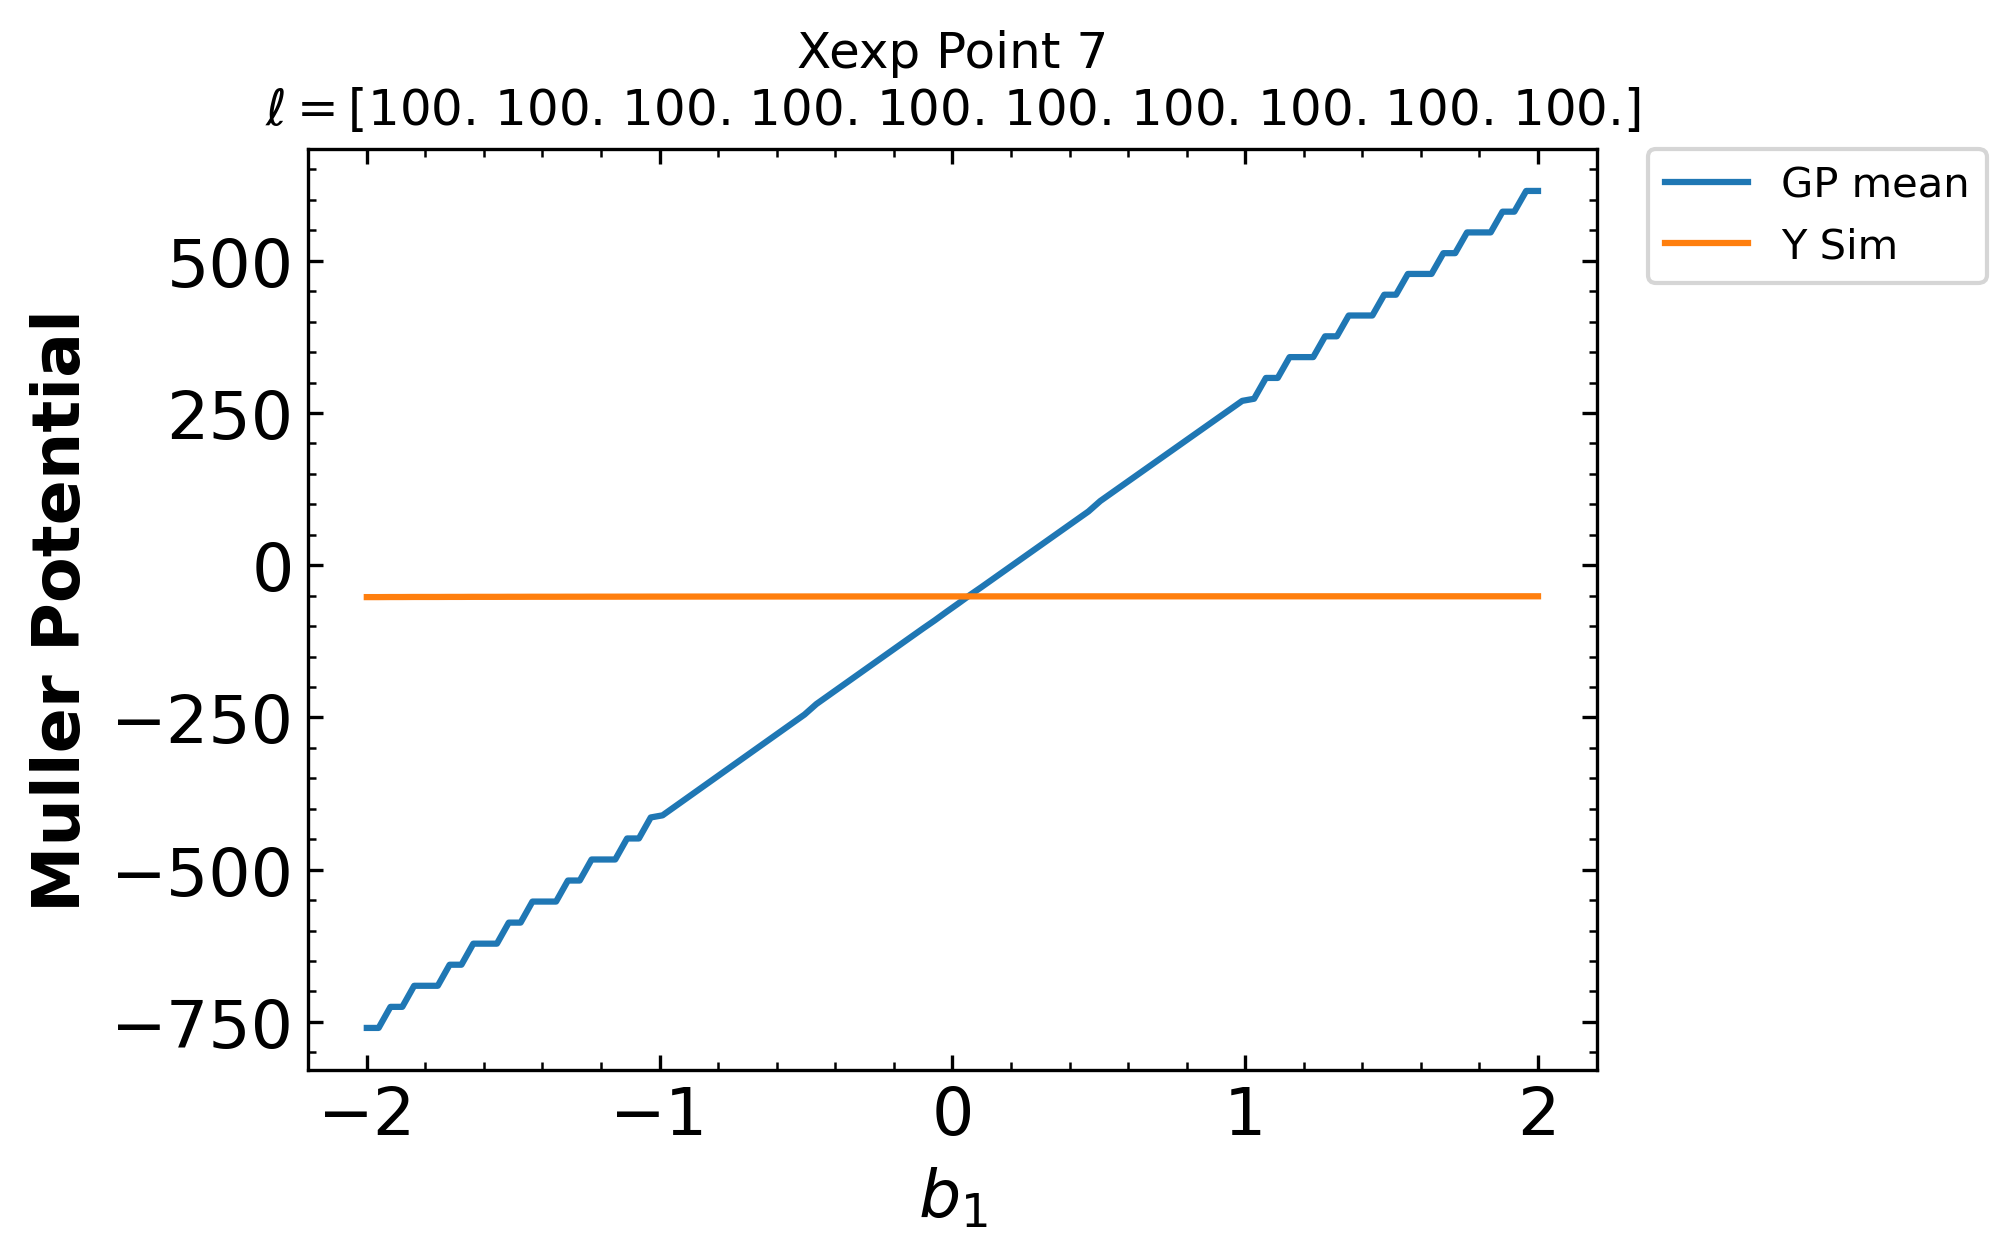 Xexp Point 7
ℓ = [100. 100. 100. 100. 100. 100. 100. 100. 100. 100.]
GP mean
Y Sim
Muller Potential
500
250
0
−250
−500
−750
−2 −1 0 1 2
b₁